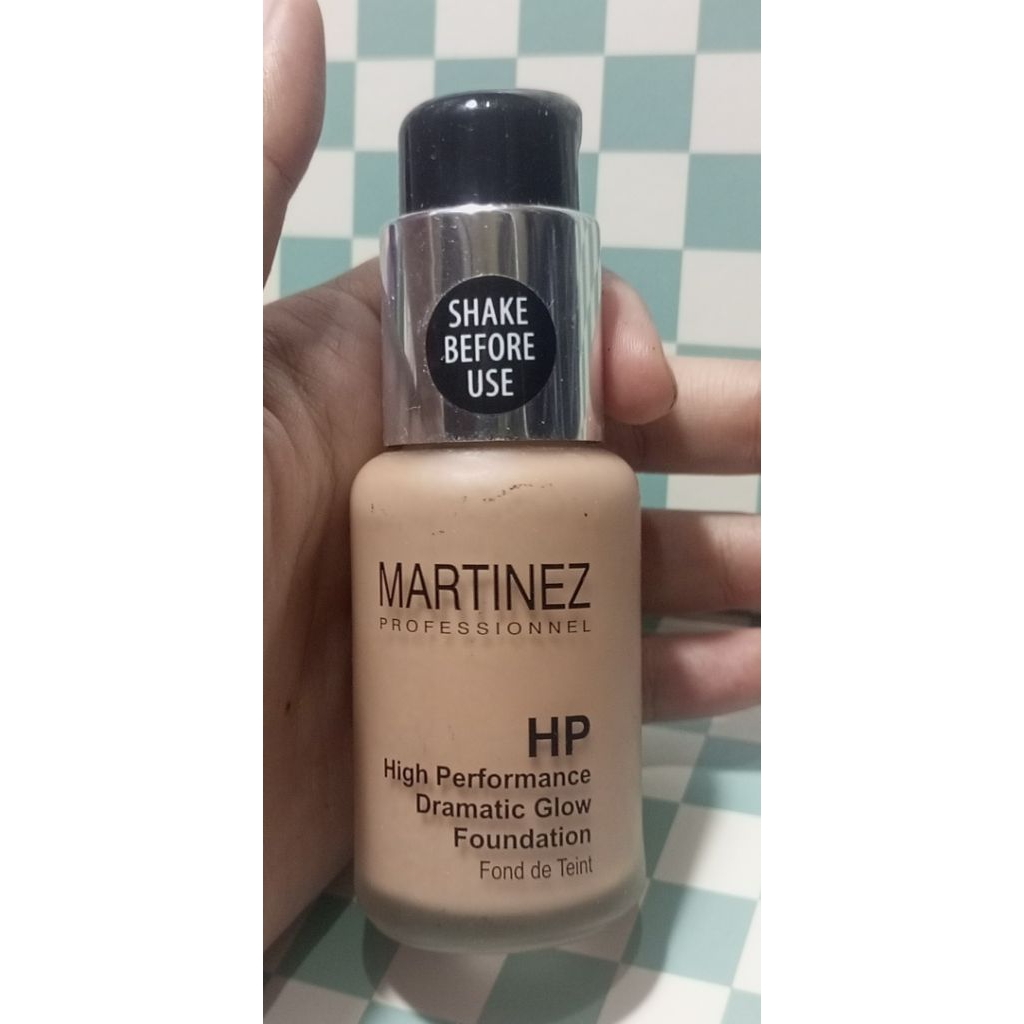 SHAKE
BEFORE
USE
MARTINEZ
PROFESSIONNEL
HP
High Performance
Dramatic Glow
Foundation
Fond de Teint